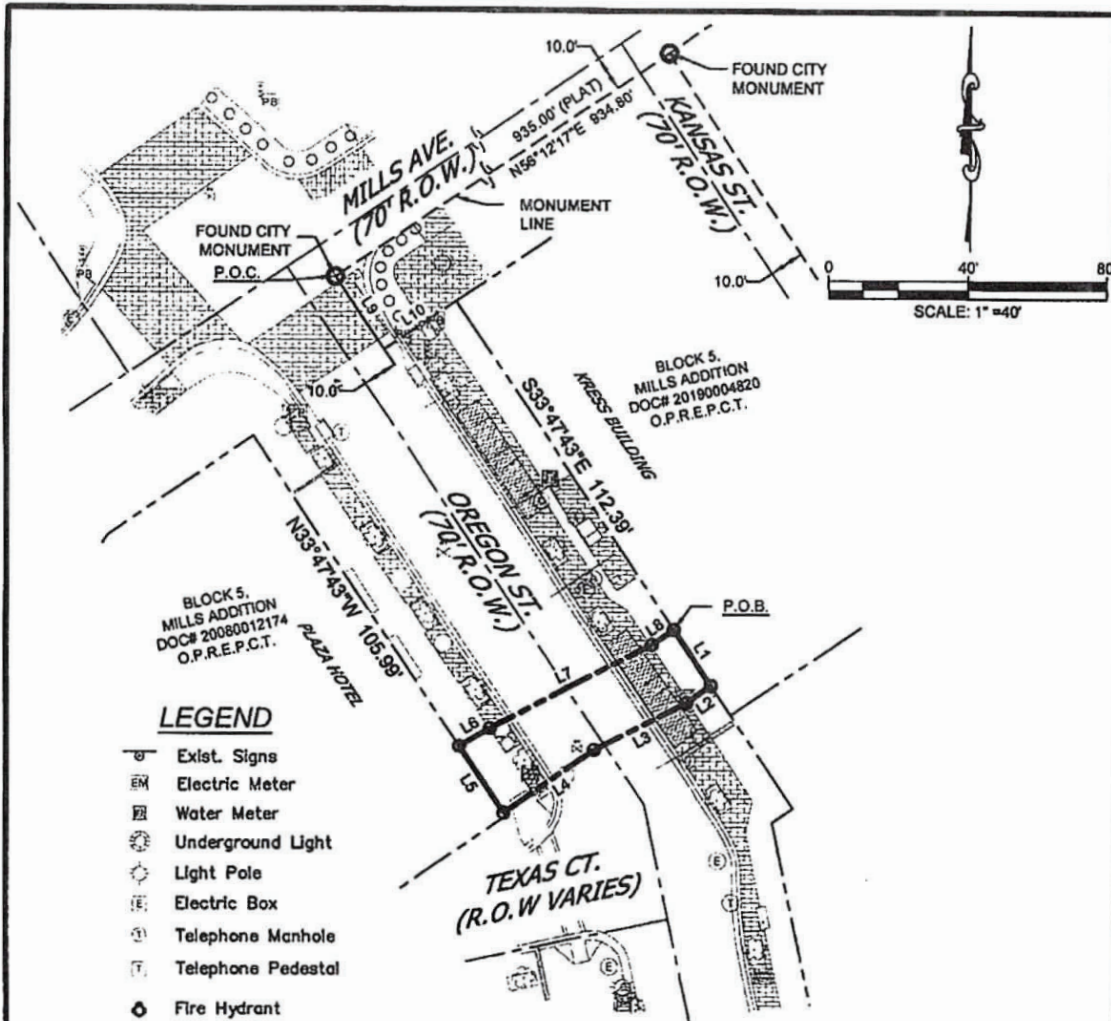 10.0'
FOUND CITY
MONUMENT
935.00' (PLAT)
N56°12'17"E 934.80'
KANSAS ST.
(70' R.O.W.)
MILLS AVE.
(70' R.O.W.)
MONUMENT
LINE
PB
FOUND CITY
MONUMENT
P.O.C.
PB
10.0'
0 40' 80
SCALE: 1" =40'
L9
L10
10.0'
BLOCK 5,
MILLS ADDITION
DOC# 20190004820
O.P.R.E.P.C.T.
KRESS BUILDING
S33°47'43"E 112.39'
T
OREGON ST.
(70' R.O.W.)
N33°47'43"W 105.99'
BLOCK 5,
MILLS ADDITION
DOC# 20080012174
O.P.R.E.P.C.T.
PLAZA HOTEL
P.O.B.
L8
L1
L7
L2
L6
L3
L5
L4
LEGEND
Exist. Signs
EM Electric Meter
Water Meter
Underground Light
Light Pole
E Electric Box
T Telephone Manhole
T Telephone Pedestal
Fire Hydrant
TEXAS CT.
(R.O.W VARIES)
E
T
E